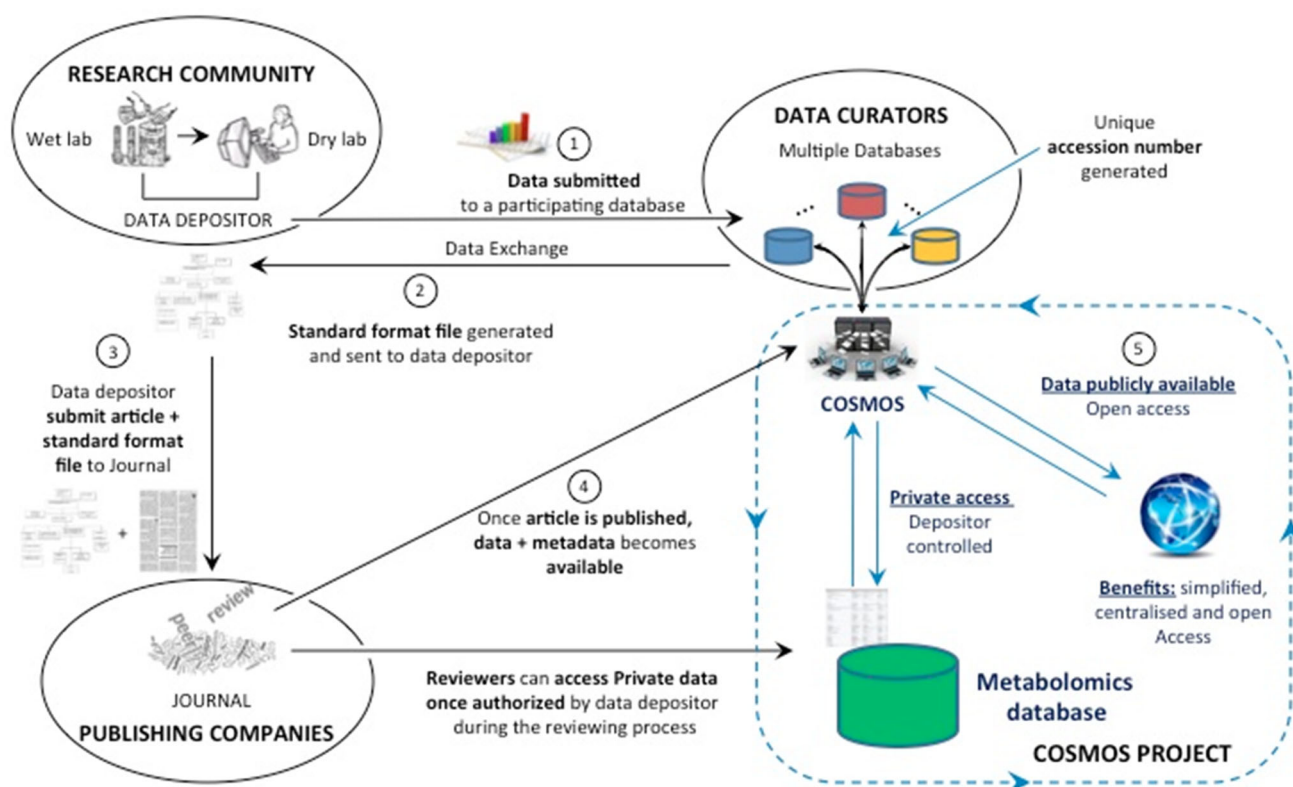 RESEARCH COMMUNITY
Wet lab
Dry lab
DATA DEPOSITOR
1
Data submitted
to a participating database
DATA CURATORS
Multiple Databases
...
...
Unique
accession number
generated
Data Exchange
2
Standard format file generated
and sent to data depositor
3
Data depositor
submit article +
standard format
file to Journal
+
4
Once article is published,
data + metadata becomes
available
COSMOS
5
Data publicly available
Open access
Private access
Depositor
controlled
Benefits: simplified,
centralised and open
Access
peer
review
JOURNAL
PUBLISHING COMPANIES
Reviewers can access Private data
once authorized by data depositor
during the reviewing process
Metabolomics
database
COSMOS PROJECT